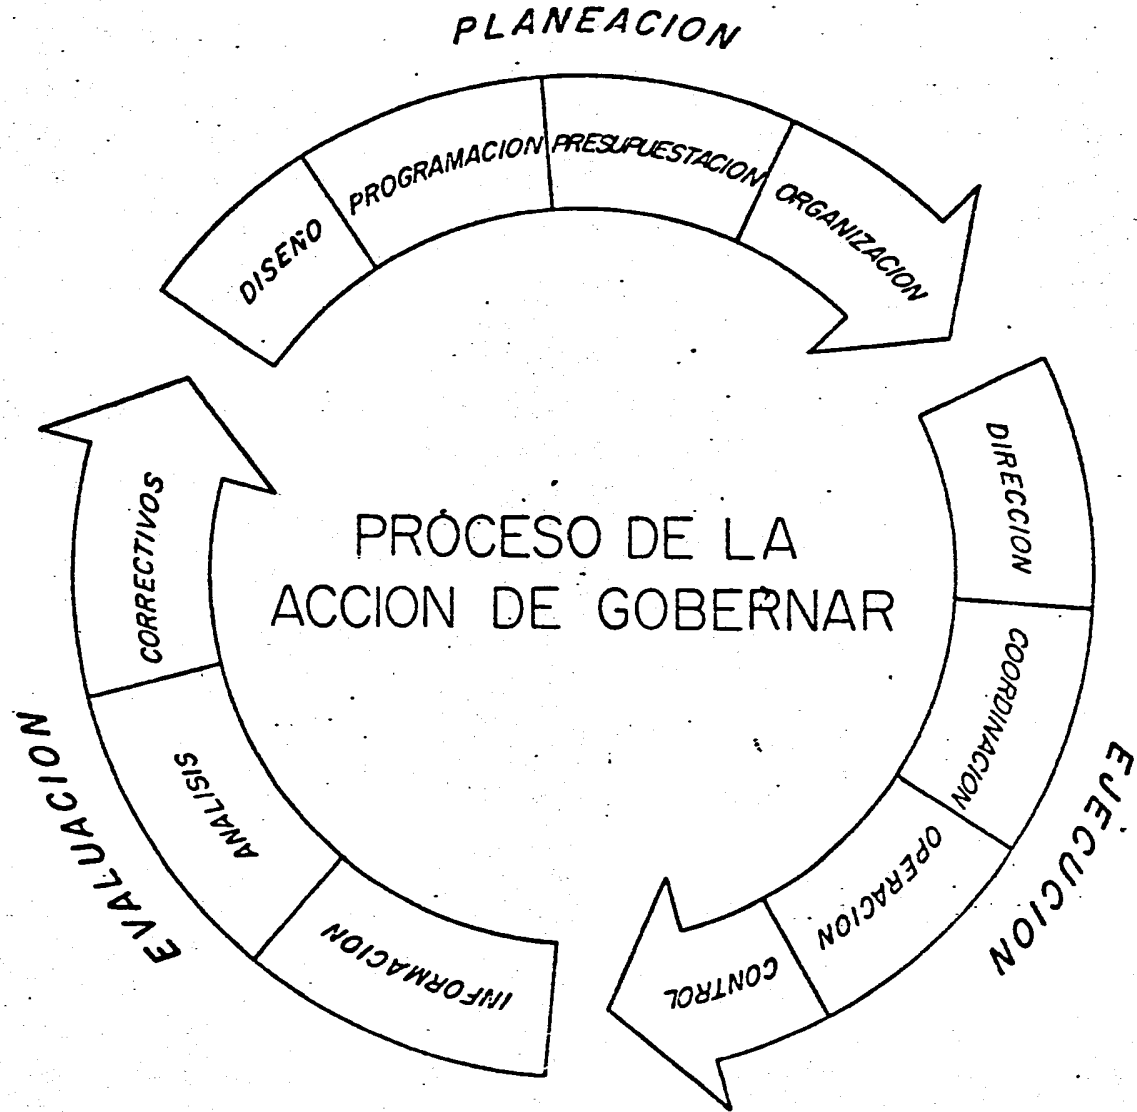 PLANEACION
DISEÑO
PROGRAMACION
PRESUPUESTACION
ORGANIZACION
DIRECCION
COORDINACION
OPERACION
CONTROL
EJECUCION
INFORMACION
ANALISIS
CORRECTIVOS
EVALUACION
PROCESO DE LA
ACCION DE GOBERNAR